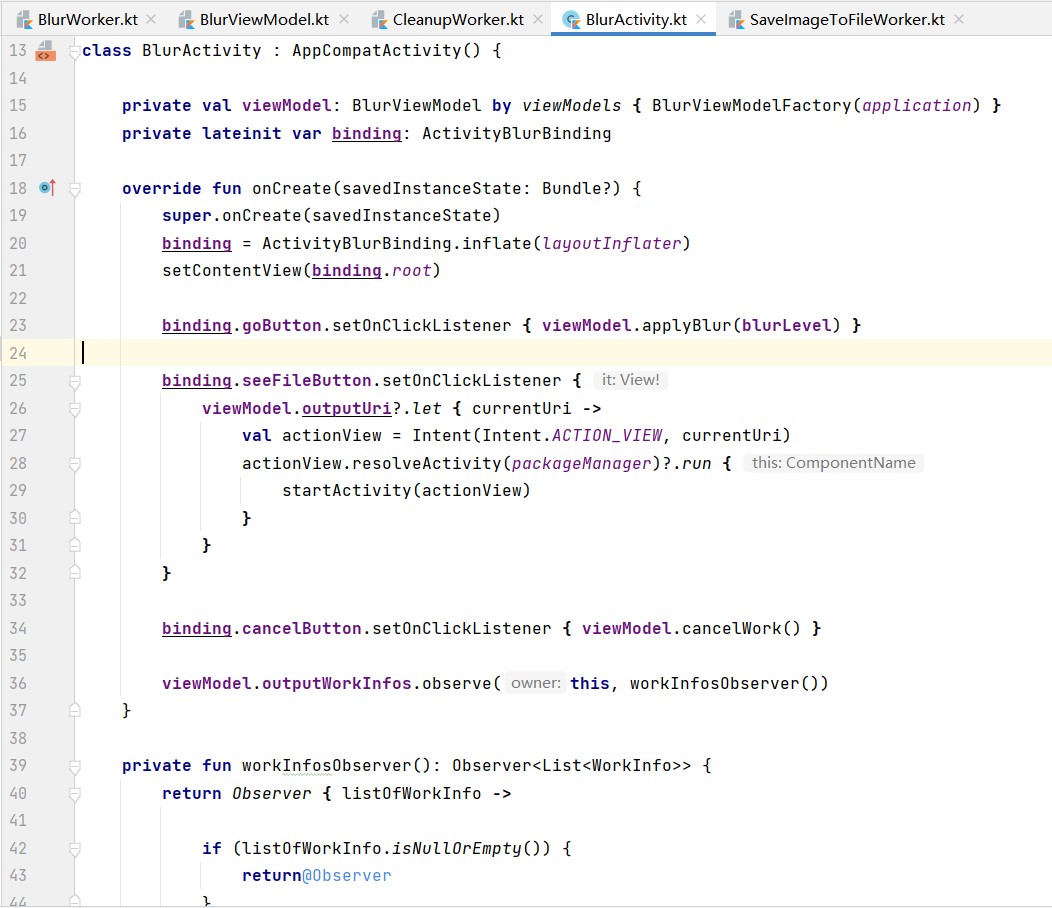 BlurWorker.kt BlurViewModel.kt CleanupWorker.kt BlurActivity.kt SaveImageToFileWorker.kt
13 class BlurActivity : AppCompatActivity() {
14
15 private val viewModel: BlurViewModel by viewModels { BlurViewModelFactory(application) }
16 private lateinit var binding: ActivityBlurBinding
17
18 override fun onCreate(savedInstanceState: Bundle?) {
19 super.onCreate(savedInstanceState)
20 binding = ActivityBlurBinding.inflate(layoutInflater)
21 setContentView(binding.root)
22
23 binding.goButton.setOnClickListener { viewModel.applyBlur(blurLevel) }
24
25 binding.seeFileButton.setOnClickListener { it: View!
26 viewModel.outputUri?.let { currentUri ->
27 val actionView = Intent(Intent.ACTION_VIEW, currentUri)
28 actionView.resolveActivity(packageManager)?.run { this: ComponentName
29 startActivity(actionView)
30 }
31 }
32 }
33
34 binding.cancelButton.setOnClickListener { viewModel.cancelWork() }
35
36 viewModel.outputWorkInfos.observe( owner: this, workInfosObserver())
37 }
38
39 private fun workInfosObserver(): Observer<List<WorkInfo>> {
40 return Observer { listOfWorkInfo ->
41
42 if (listOfWorkInfo.isNullOrEmpty()) {
43 return@Observer
44 }